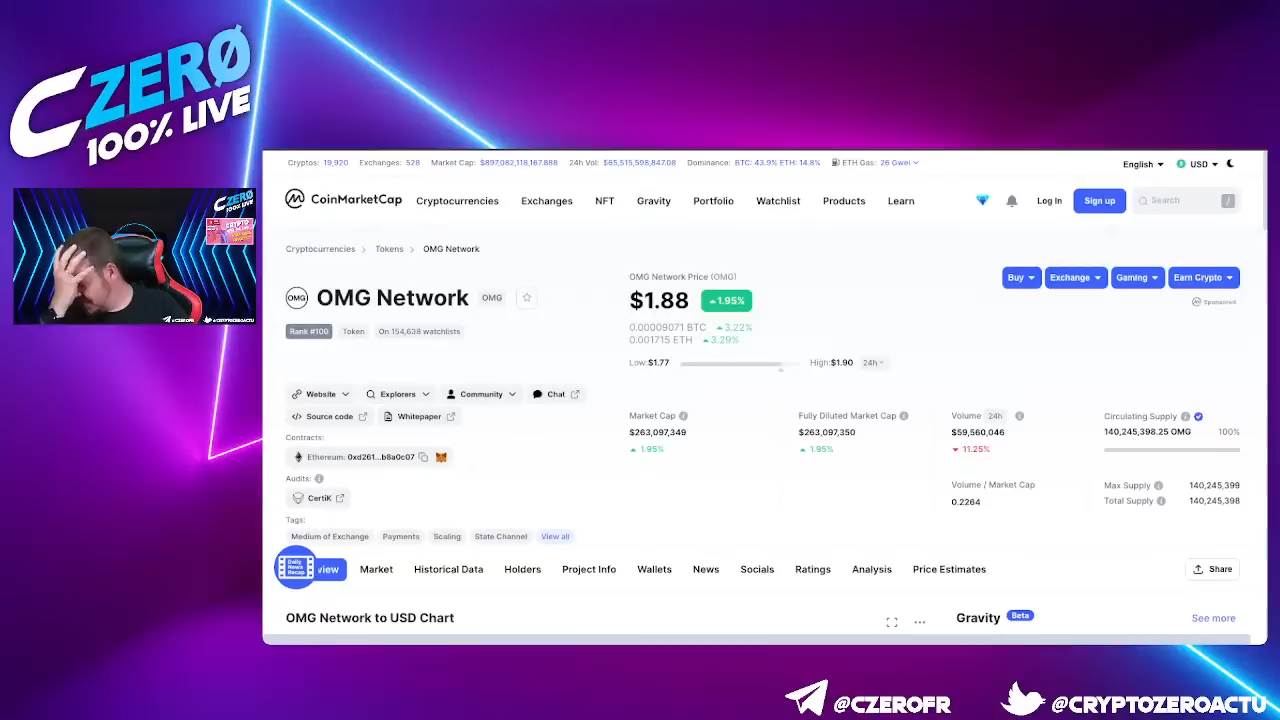 CZERØ
100% LIVE
Cryptos: 19,920 Exchanges: 528 Market Cap: $897,082,118,167.888 24h Vol: $65,515,598,847.08 Dominance: BTC: 43.9% ETH: 14.8% ETH Gas: 26 Gwei
English USD
CoinMarketCap Cryptocurrencies Exchanges NFT Gravity Portfolio Watchlist Products Learn Log In Sign up Search /
Cryptocurrencies Tokens OMG Network
OMG OMG Network OMG
Rank #100 Token On 154,638 watchlists
OMG Network Price (OMG)
$1.88 1.95%
0.00009071 BTC 3.22%
0.001715 ETH 3.29%
Low:$1.77 High:$1.90 24h
Buy Exchange Gaming Earn Crypto
Sponsored
Website Explorers Community Chat
Source code Whitepaper
Contracts:
Ethereum: 0xd261...b8a0c07
Audits:
CertiK
Tags:
Medium of Exchange Payments Scaling State Channel View all
Market Cap
$263,097,349
1.95%
Fully Diluted Market Cap
$263,097,350
1.95%
Volume 24h
$59,560,046
11.25%
Volume / Market Cap
0.2264
Circulating Supply
140,245,398.25 OMG 100%
Max Supply 140,245,399
Total Supply 140,245,398
Daily
News
Recap
view Market Historical Data Holders Project Info Wallets News Socials Ratings Analysis Price Estimates Share
OMG Network to USD Chart
Gravity Beta See more
CZERØ
@CZEROFR @CRYPTOZEROACTU